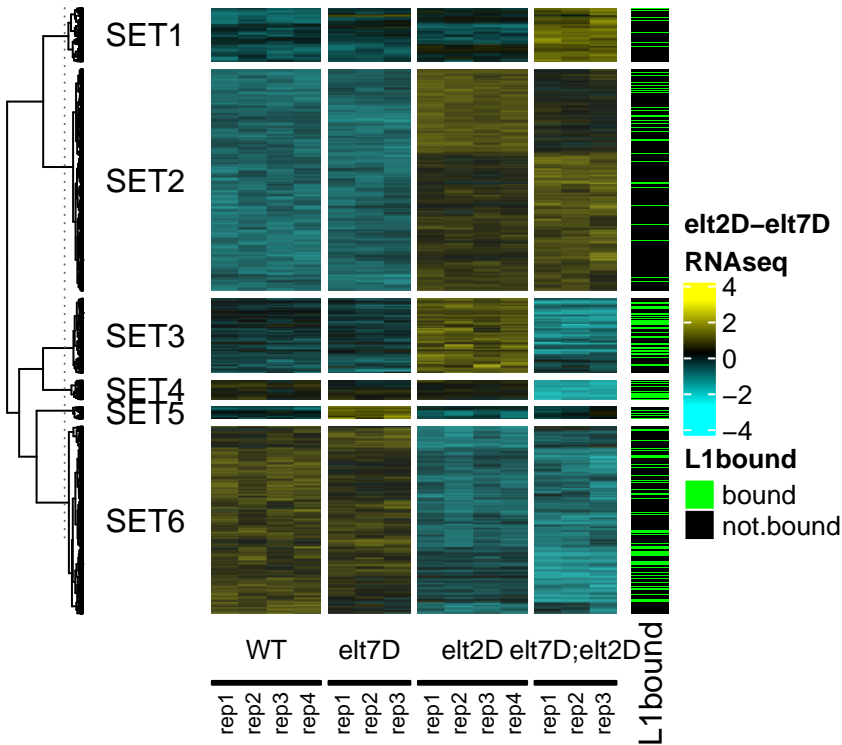 SET1
SET2
SET3
SET4
SET5
SET6
elt2D−elt7D
RNAseq
4
2
0
−2
−4
L1bound
bound
not.bound
WT elt7D elt2D elt7D;elt2D
rep1 rep2 rep3 rep4 rep1 rep2 rep3 rep1 rep2 rep3 rep4 rep1 rep2 rep3
L1bound